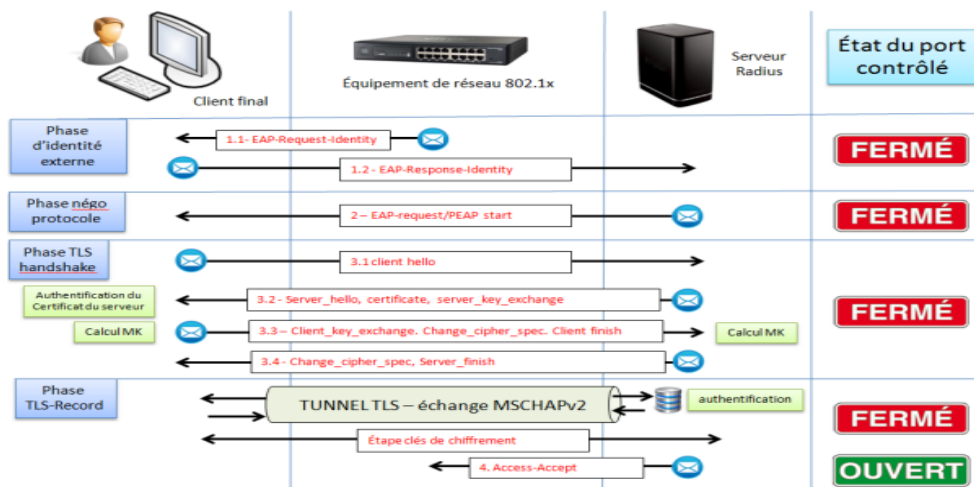 Client final
Équipement de réseau 802.1x
Serveur
Radius
État du port
contrôlé
Phase
d'identité
externe
1.1- EAP-Request-Identity
1.2 - EAP-Response-Identity
FERMÉ
Phase négo
protocole
2 – EAP-request/PEAP start
FERMÉ
Phase TLS
handshake
3.1 client hello
Authentification du
Certificat du serveur
3.2 - Server_hello, certificate, server_key_exchange
FERMÉ
Calcul MK
3.3 – Client_key_exchange. Change_cipher_spec. Client finish
Calcul MK
3.4 - Change_cipher_spec, Server_finish
Phase
TLS-Record
TUNNEL TLS – échange MSCHAPv2
authentification
FERMÉ
Étape clés de chiffrement
4. Access-Accept
OUVERT